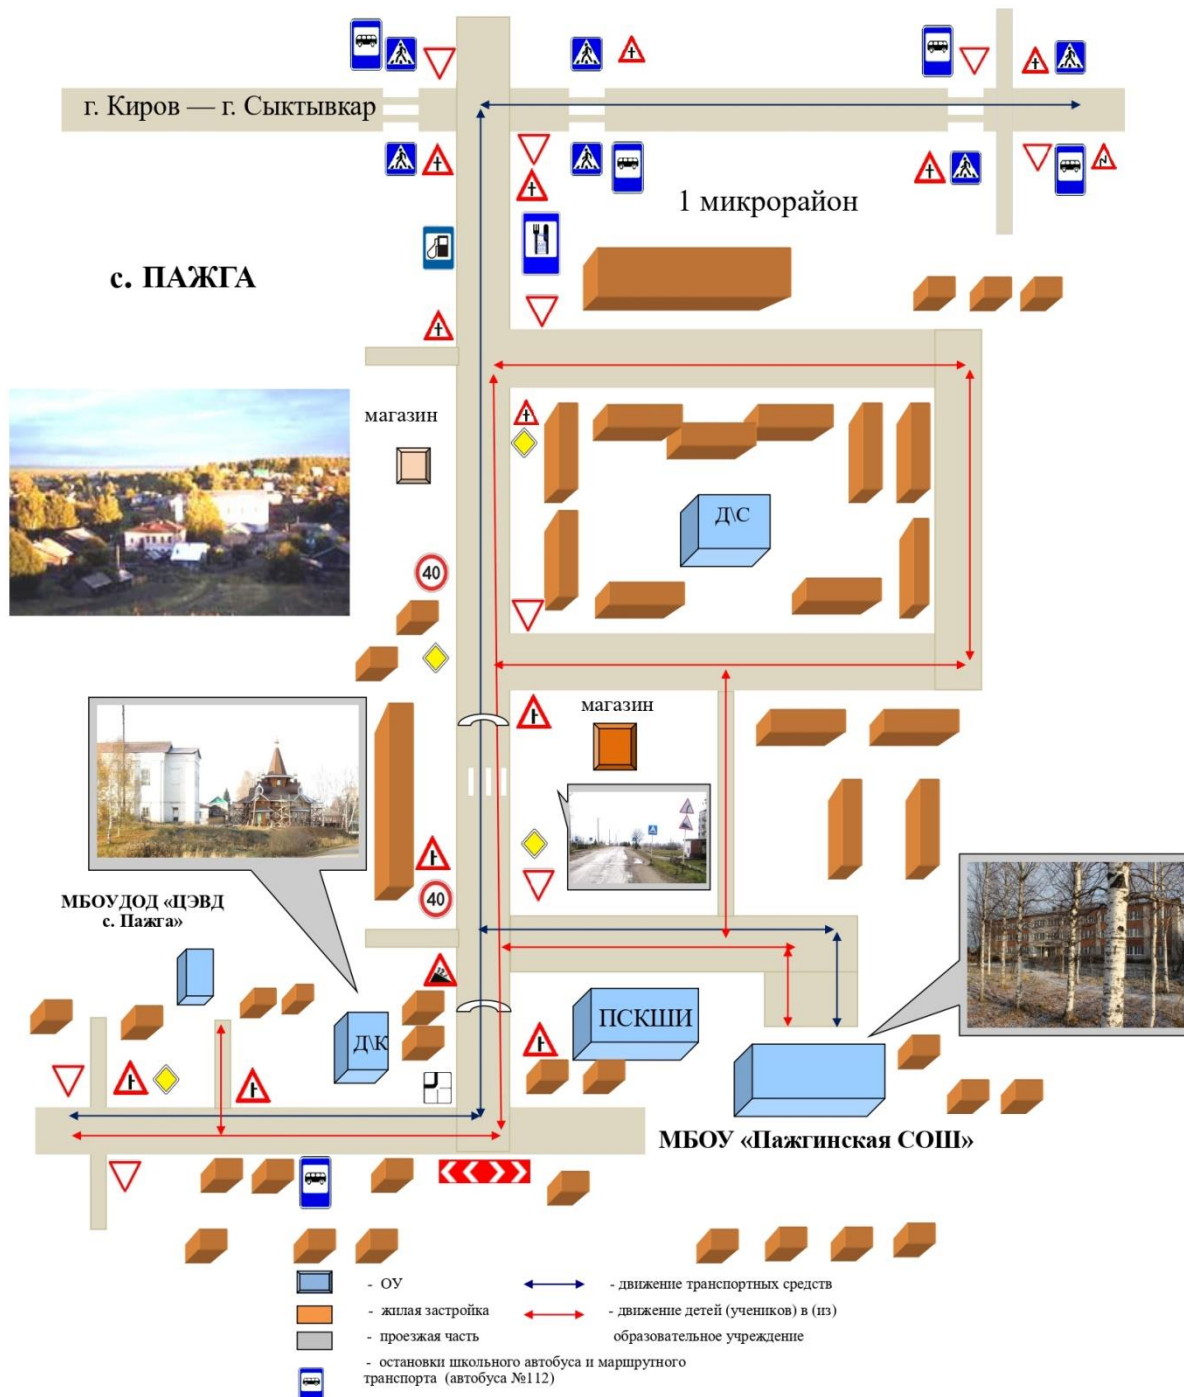 г. Киров — г. Сыктывкар
1 микрорайон
с. ПАЖГА
магазин
Д\С
40
магазин
40
МБОУДОД «ЦЭВД
с. Пажга»
Д\К
ПСКШИ
МБОУ «Пажгинская СОШ»
- ОУ
- движение транспортных средств
- жилая застройка
- движение детей (учеников) в (из)
- проезжая часть
образовательное учреждение
- остановки школьного автобуса и маршрутного
транспорта (автобуса №112)